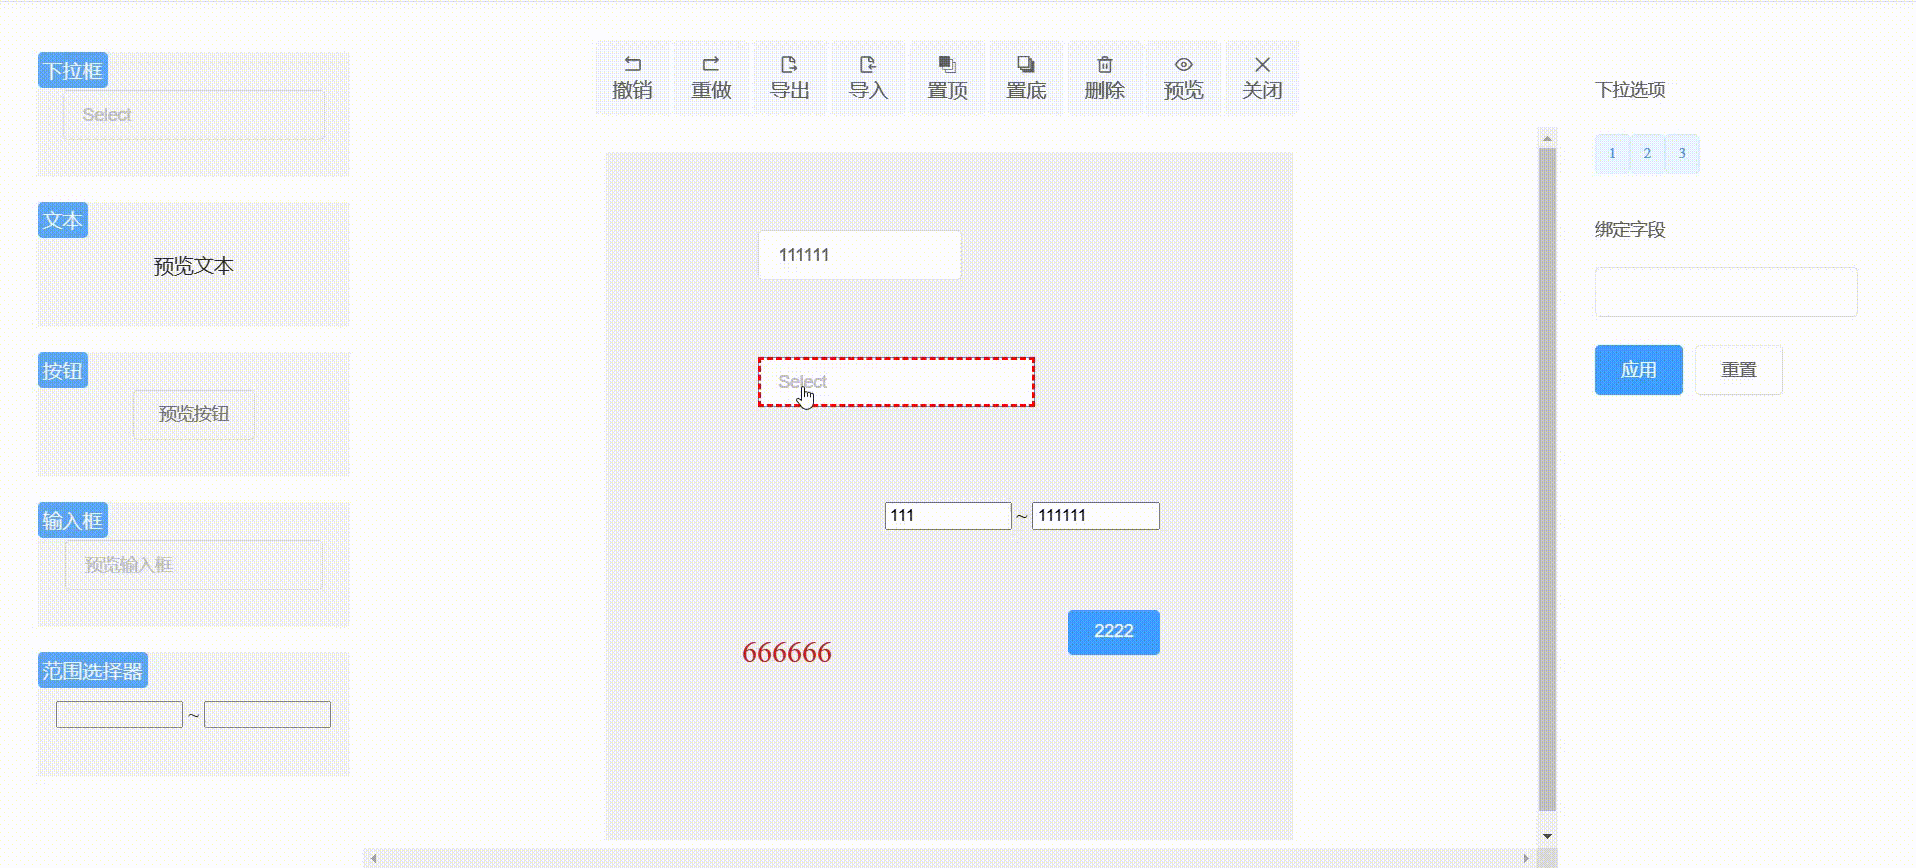 下拉框
Select
文本
预览文本
按钮
预览按钮
输入框
预览输入框
范围选择器
~
撤销 重做 导出 导入 置顶 置底 删除 预览 关闭
111111
Select
111 ~ 111111
2222
666666
下拉选项
1 2 3
绑定字段
应用 重置